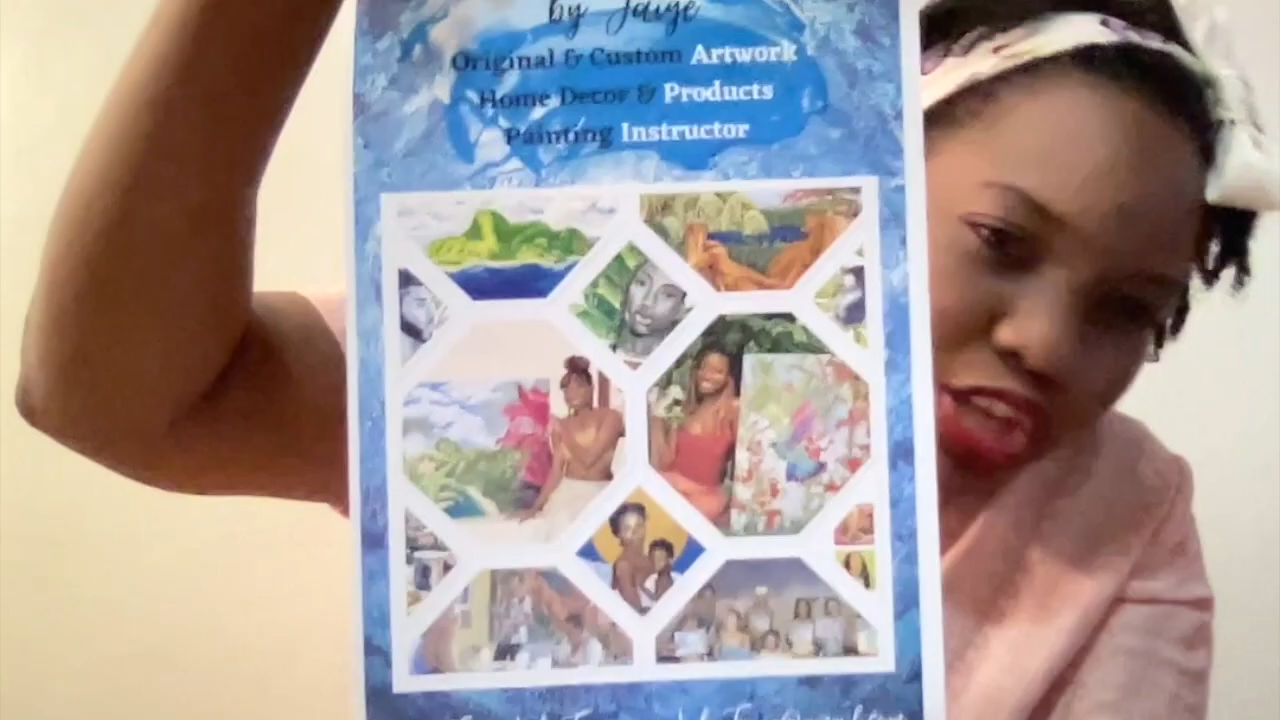 by Jaiye
Original & Custom Artwork
Home Decor & Products
Painting Instructor